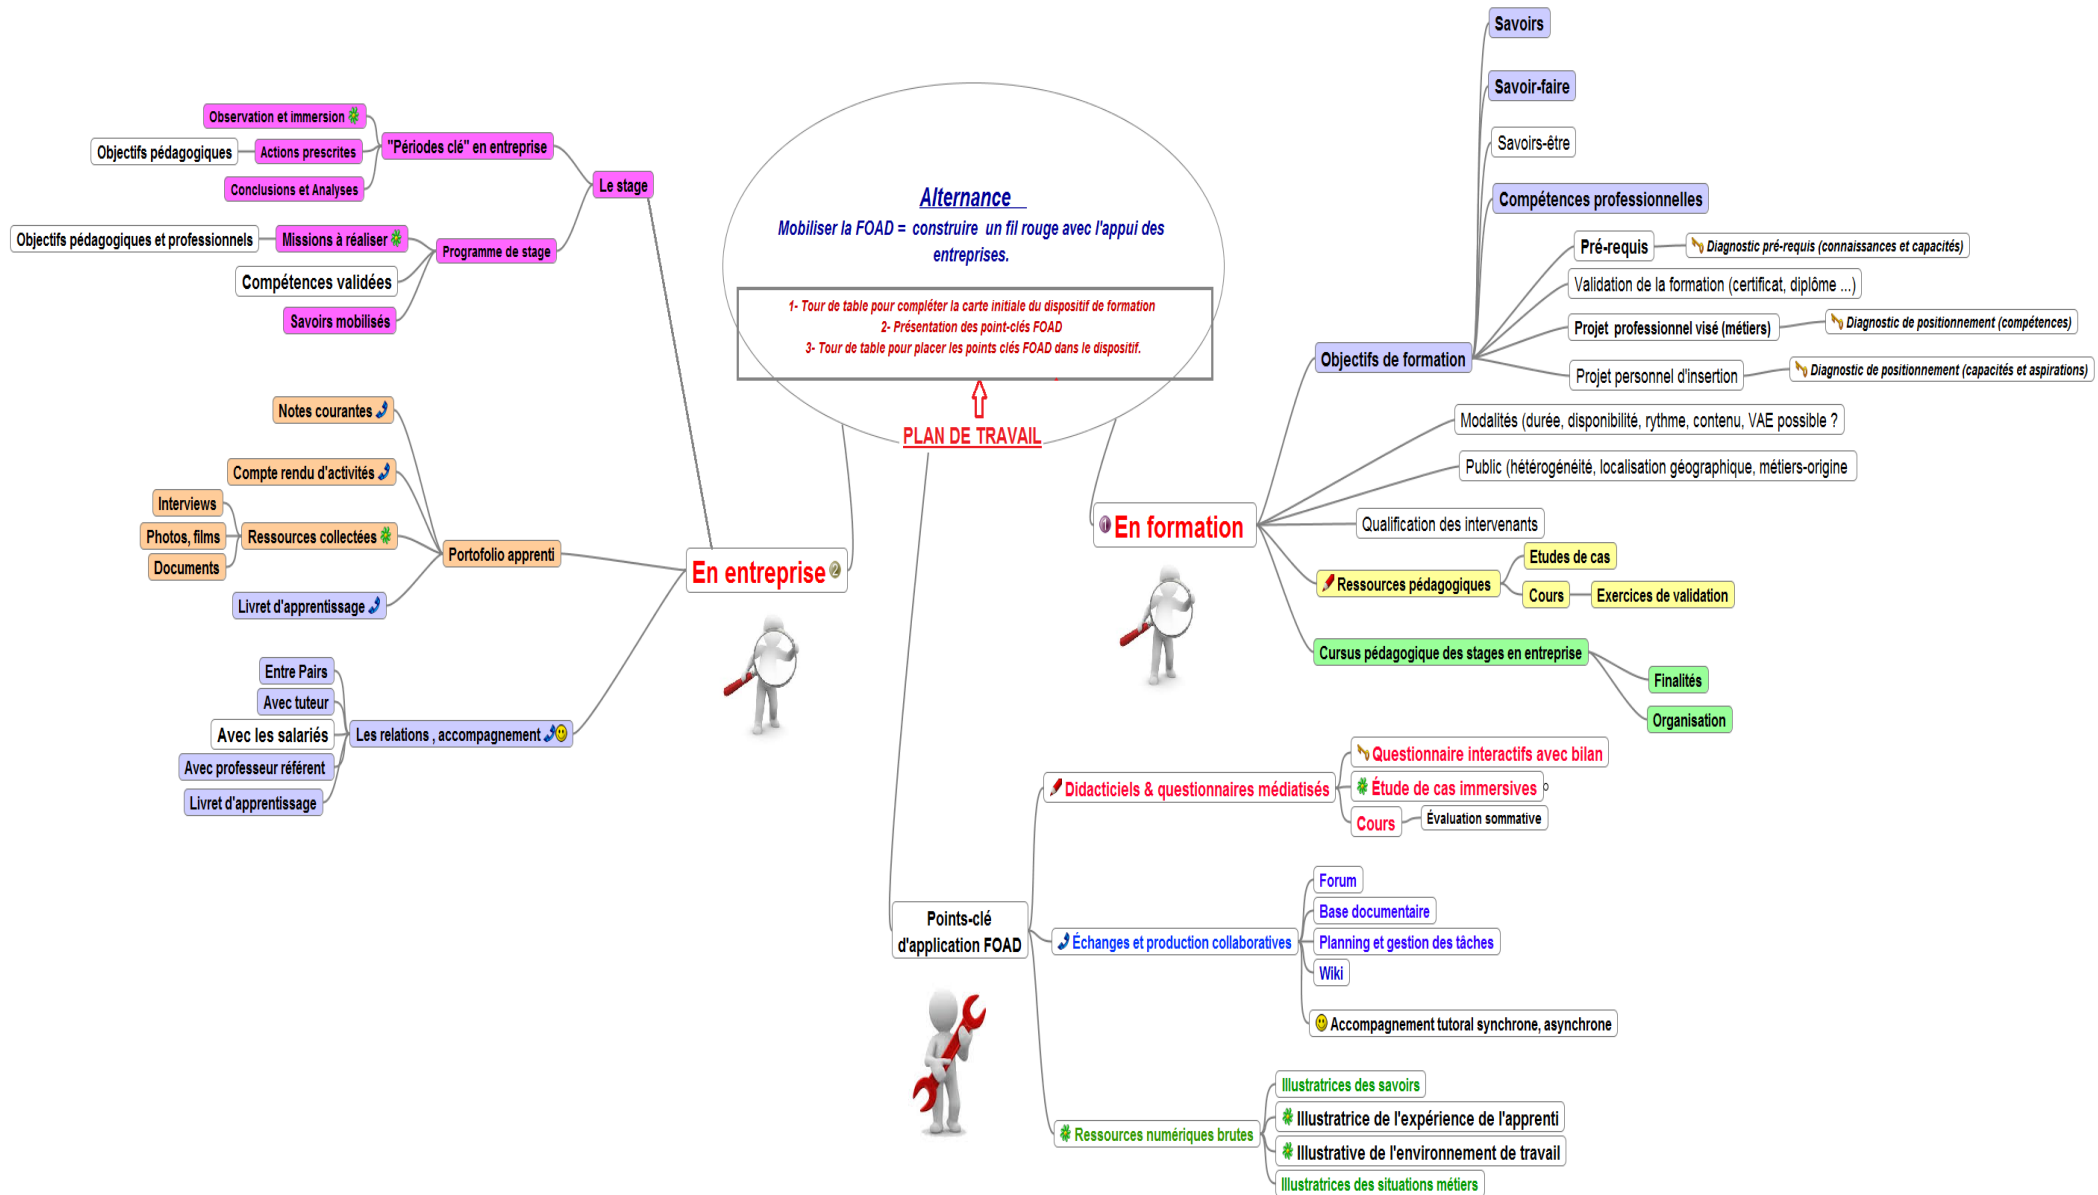 Alternance
Mobiliser la FOAD = construire un fil rouge avec l'appui des
entreprises.
1- Tour de table pour compléter la carte initiale du dispositif de formation
2- Présentation des point-clés FOAD
3- Tour de table pour placer les points clés FOAD dans le dispositif.
PLAN DE TRAVAIL
1 En formation
Objectifs de formation
Savoirs
Savoir-faire
Savoirs-être
Compétences professionnelles
Pré-requis
Diagnostic pré-requis (connaissances et capacités)
Validation de la formation (certificat, diplôme ...)
Projet professionnel visé (métiers)
Diagnostic de positionnement (compétences)
Projet personnel d'insertion
Diagnostic de positionnement (capacités et aspirations)
Modalités (durée, disponibilité, rythme, contenu, VAE possible ?
Public (hétérogénéité, localisation géographique, métiers-origine
Qualification des intervenants
Ressources pédagogiques
Etudes de cas
Cours
Exercices de validation
Cursus pédagogique des stages en entreprise
Finalités
Organisation
En entreprise 2
Le stage
"Périodes clé" en entreprise
Observation et immersion
Actions prescrites
Objectifs pédagogiques
Conclusions et Analyses
Programme de stage
Missions à réaliser
Objectifs pédagogiques et professionnels
Compétences validées
Savoirs mobilisés
Portofolio apprenti
Notes courantes
Compte rendu d'activités
Ressources collectées
Interviews
Photos, films
Documents
Livret d'apprentissage
Les relations , accompagnement
Entre Pairs
Avec tuteur
Avec les salariés
Avec professeur référent
Livret d'apprentissage
Points-clé
d'application FOAD
Didacticiels & questionnaires médiatisés
Questionnaire interactifs avec bilan
Étude de cas immersives
Cours
Évaluation sommative
Échanges et production collaboratives
Forum
Base documentaire
Planning et gestion des tâches
Wiki
Accompagnement tutoral synchrone, asynchrone
Ressources numériques brutes
Illustratrices des savoirs
Illustratrice de l'expérience de l'apprenti
Illustrative de l'environnement de travail
Illustratrices des situations métiers